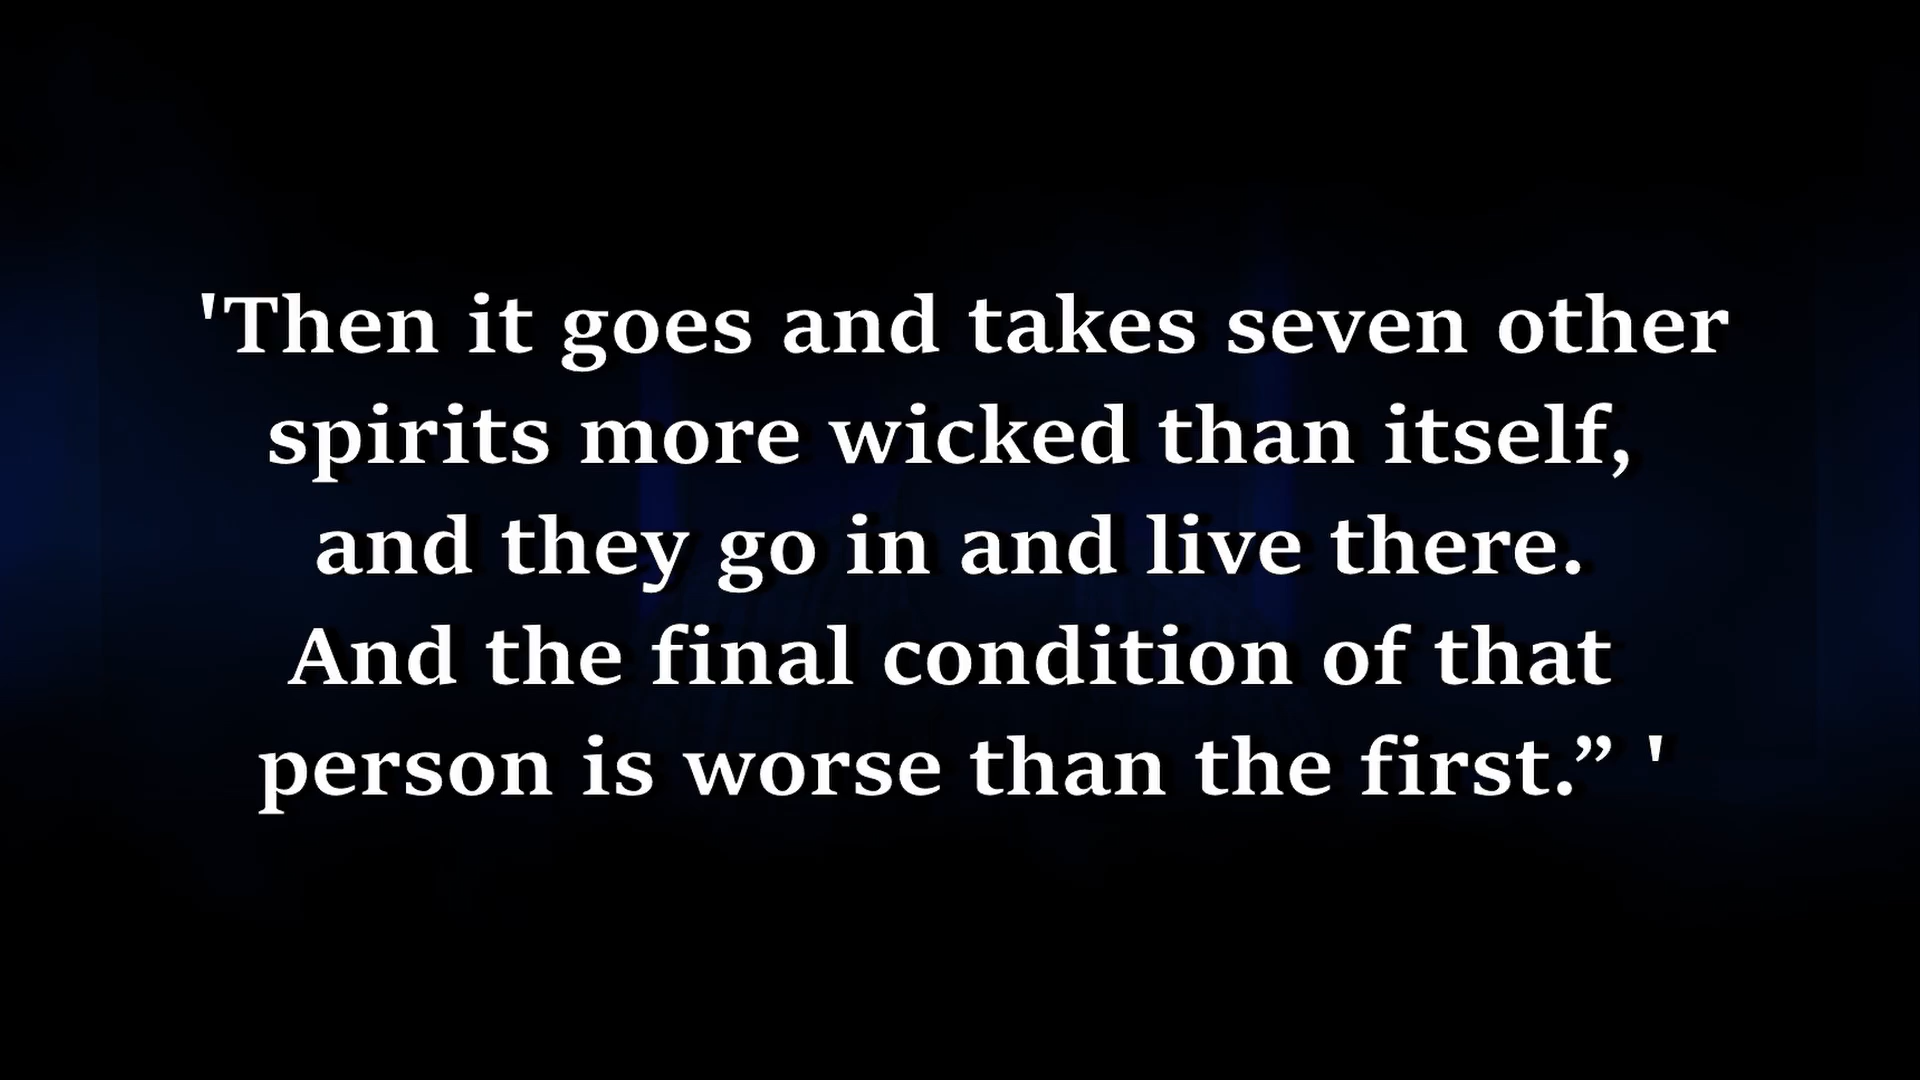 'Then it goes and takes seven other
spirits more wicked than itself,
and they go in and live there.
And the final condition of that
person is worse than the first.” '